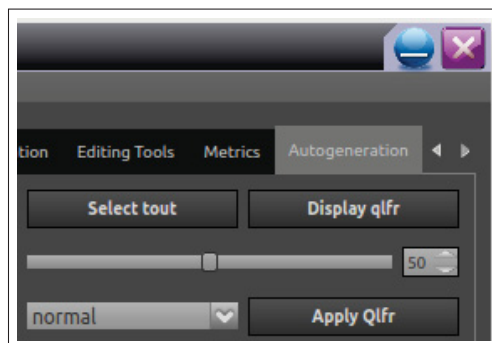 tion Editing Tools Metrics Autogeneration
Select tout Display qlfr
50
normal Apply Qlfr